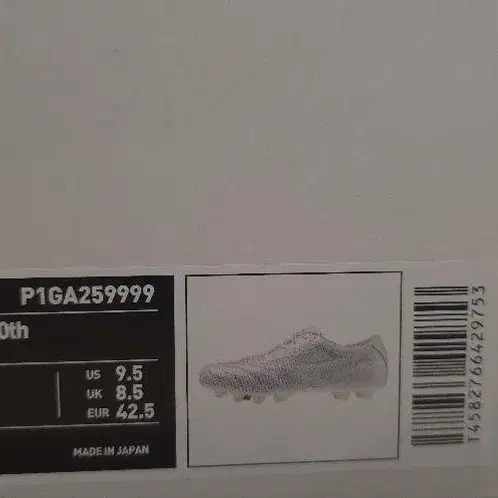 P1GA259999
0th
US 9.5
UK 8.5
EUR 42.5
MADE IN JAPAN
T4582766429753